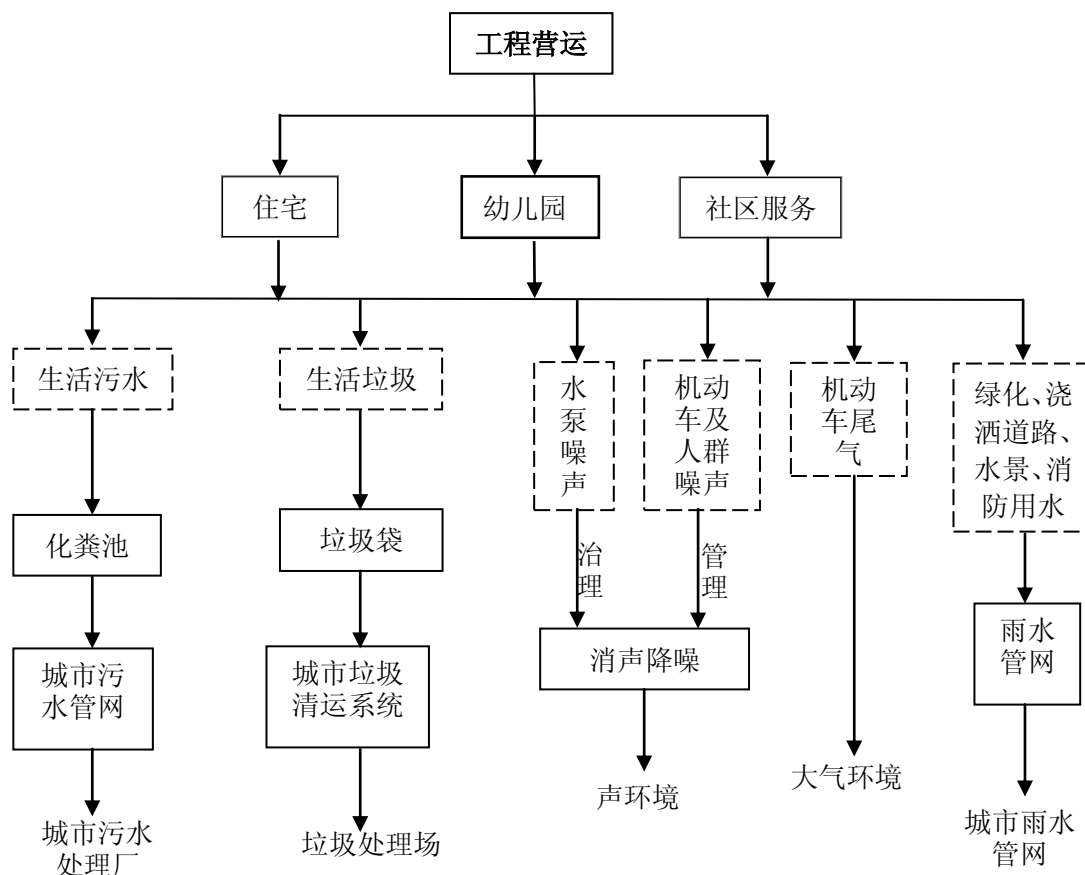 工程营运
住宅
幼儿园
社区服务
生活污水
生活垃圾
水
泵
噪
声
机动
车及
人群
噪声
机动
车尾
气
绿化、浇
洒道路、
水景、消
防用水
化粪池
垃圾袋
治
理
管
理
城市污
水管网
城市垃圾
清运系统
消声降噪
雨水
管网
城市污水
处理厂
垃圾处理场
声环境
大气环境
城市雨水
管网